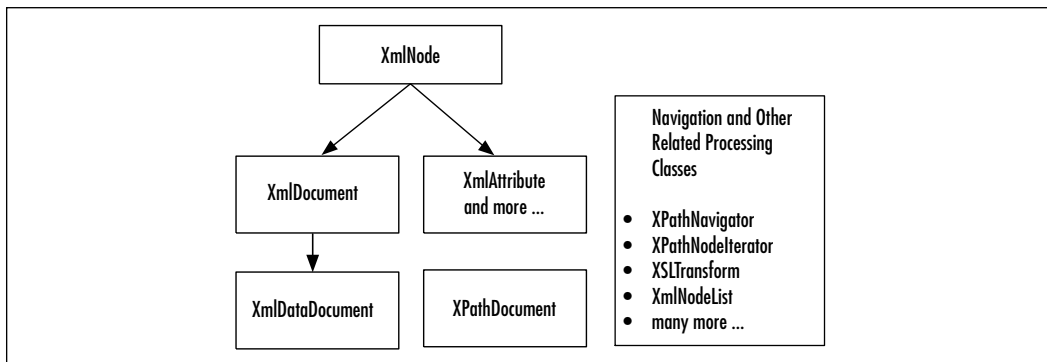 XmlNode
XmlDocument
XmlAttribute
and more ...
XmlDataDocument
XPathDocument
Navigation and Other
Related Processing
Classes
• XPathNavigator
• XPathNodeIterator
• XSLTransform
• XmlNodeList
• many more ...